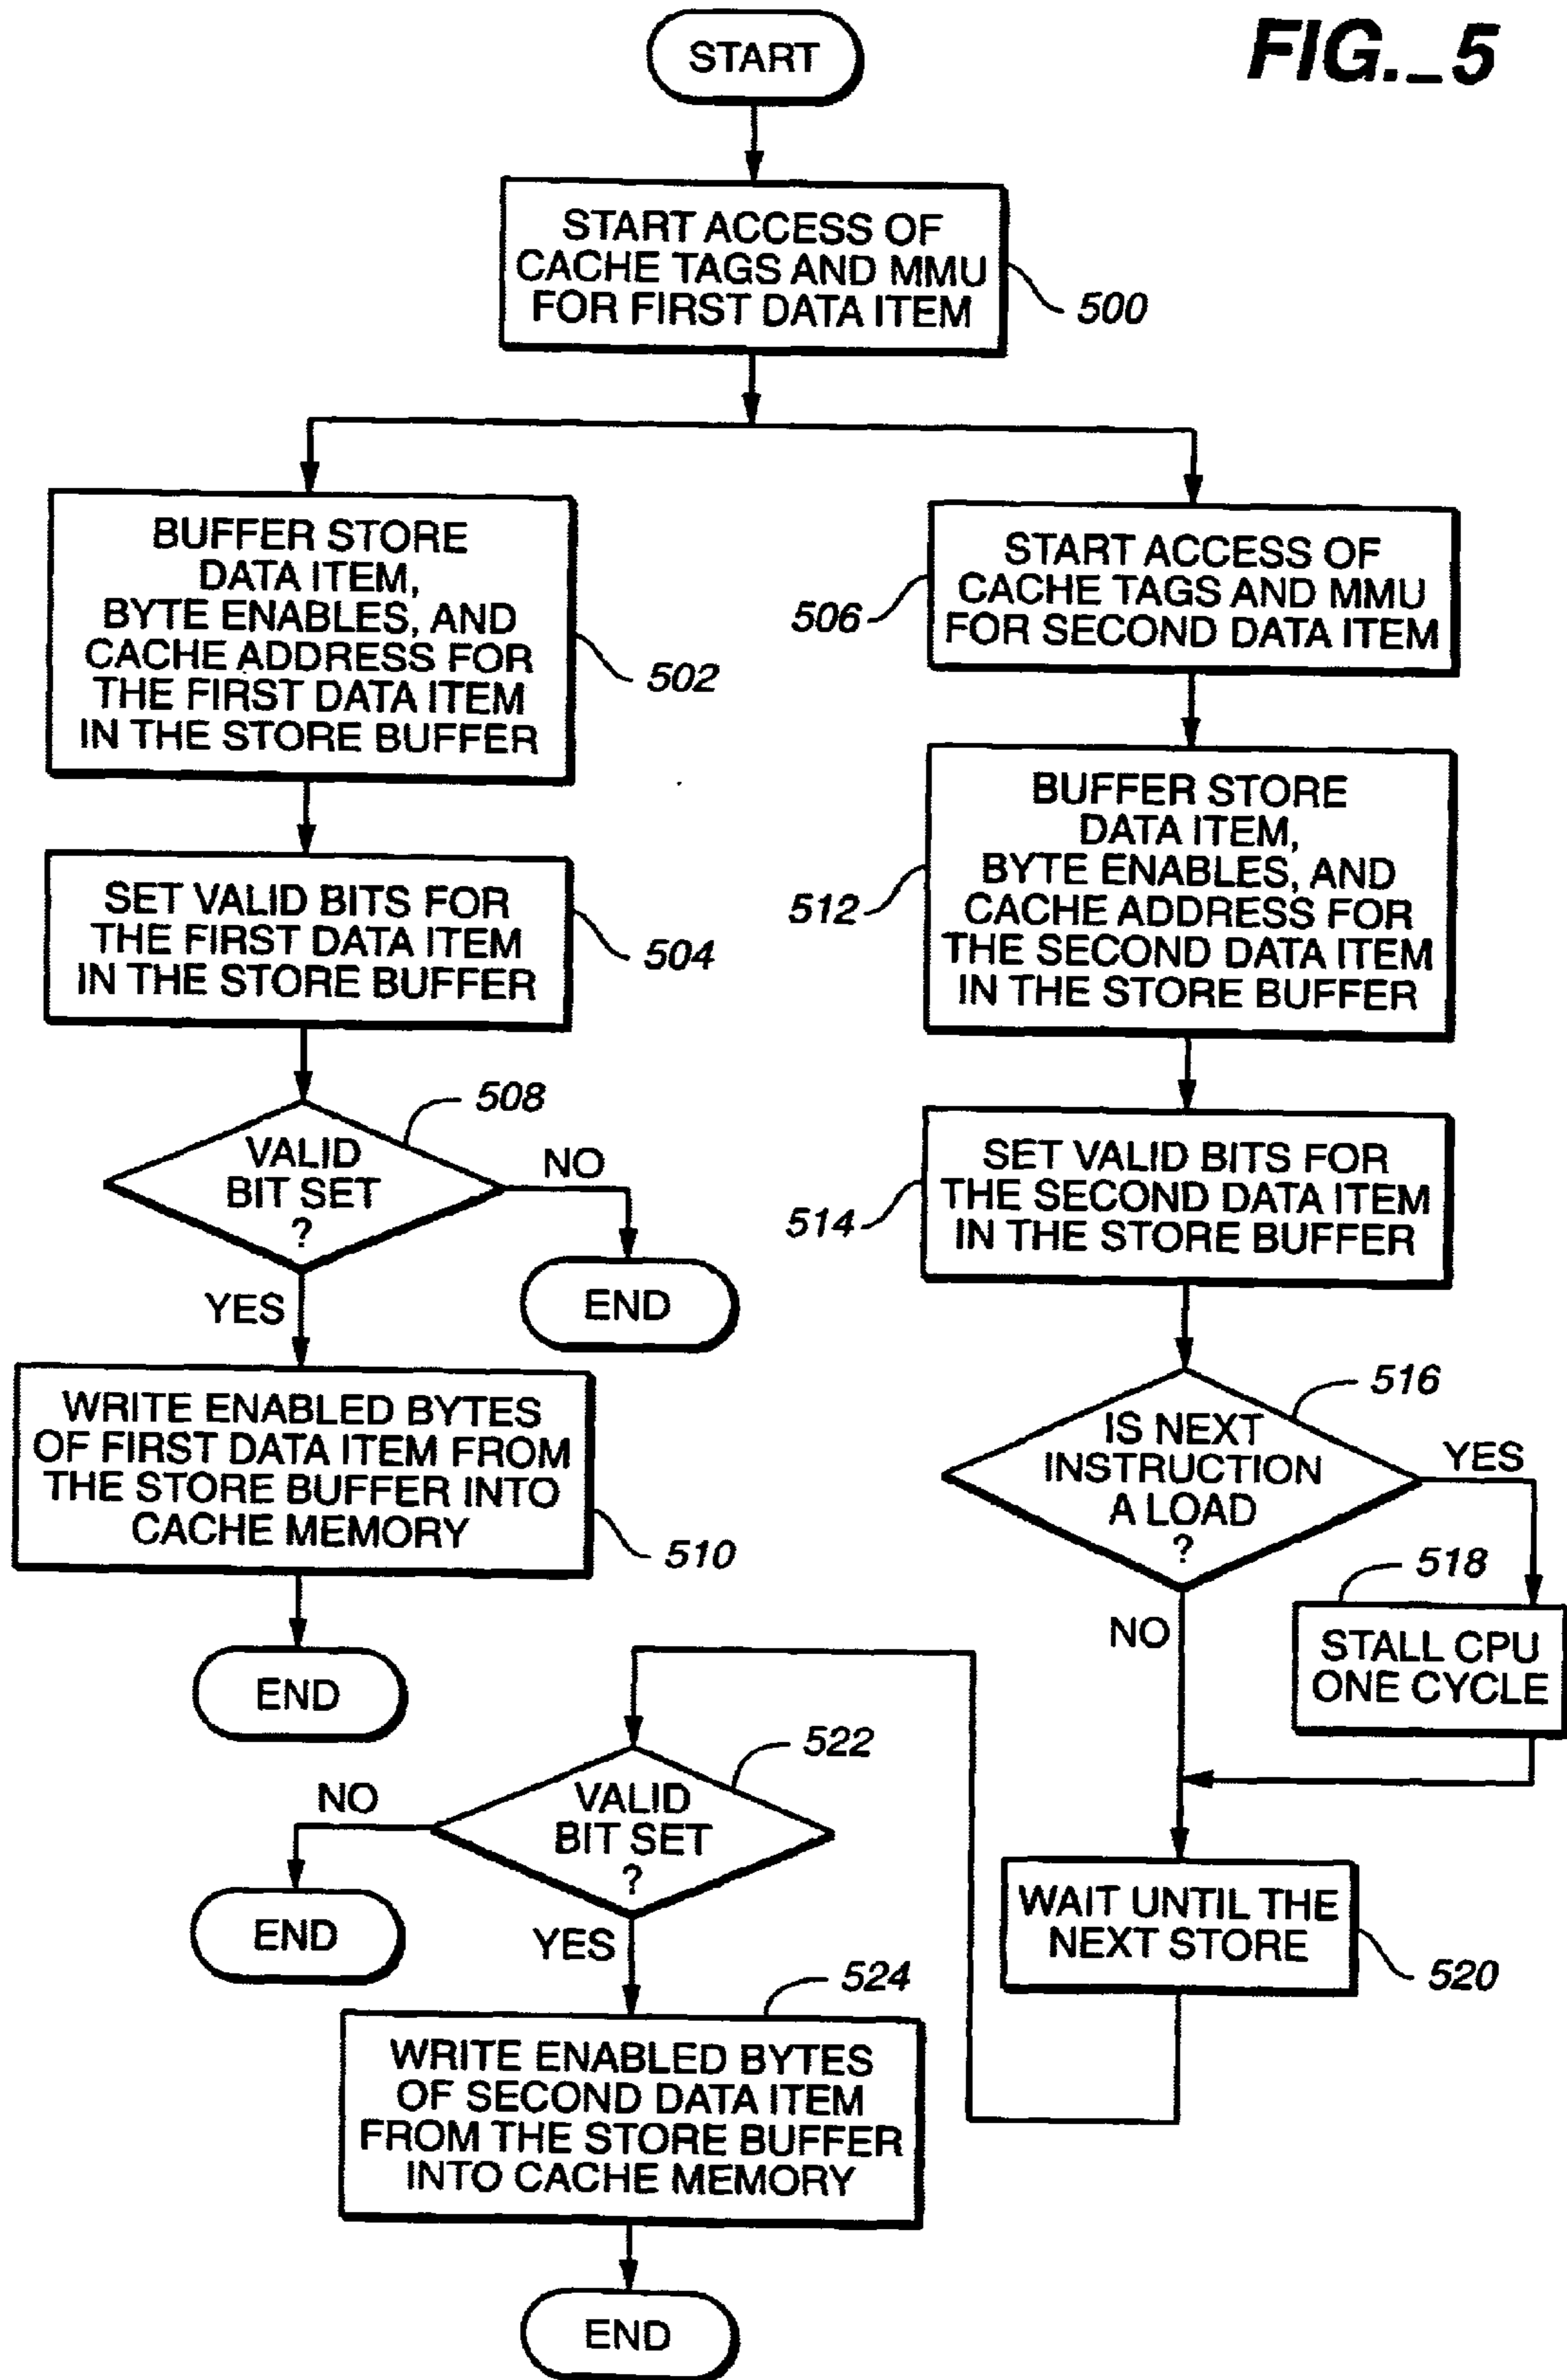 FIG._5
START
START ACCESS OF
CACHE TAGS AND MMU
FOR FIRST DATA ITEM
500
BUFFER STORE
DATA ITEM,
BYTE ENABLES, AND
CACHE ADDRESS FOR
THE FIRST DATA ITEM
IN THE STORE BUFFER
502
SET VALID BITS FOR
THE FIRST DATA ITEM
IN THE STORE BUFFER
504
508
VALID
BIT SET
?
NO
END
YES
WRITE ENABLED BYTES
OF FIRST DATA ITEM FROM
THE STORE BUFFER INTO
CACHE MEMORY
510
END
START ACCESS OF
CACHE TAGS AND MMU
FOR SECOND DATA ITEM
506
BUFFER STORE
DATA ITEM,
BYTE ENABLES, AND
CACHE ADDRESS FOR
THE SECOND DATA ITEM
IN THE STORE BUFFER
512
SET VALID BITS FOR
THE SECOND DATA ITEM
IN THE STORE BUFFER
514
516
IS NEXT
INSTRUCTION
A LOAD
?
YES
518
STALL CPU
ONE CYCLE
NO
WAIT UNTIL THE
NEXT STORE
520
522
VALID
BIT SET
?
NO
END
YES
524
WRITE ENABLED BYTES
OF SECOND DATA ITEM
FROM THE STORE BUFFER
INTO CACHE MEMORY
END